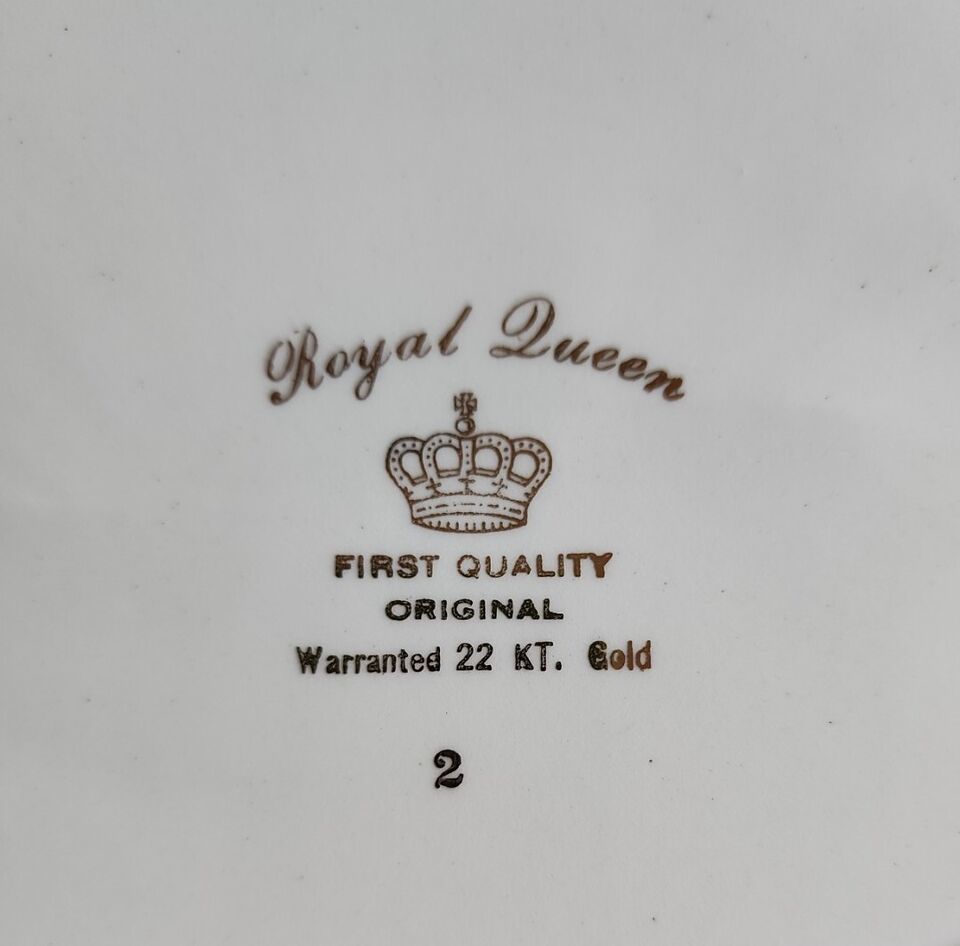 Royal Queen
FIRST QUALITY
ORIGINAL
Warranted 22 KT. Gold
2